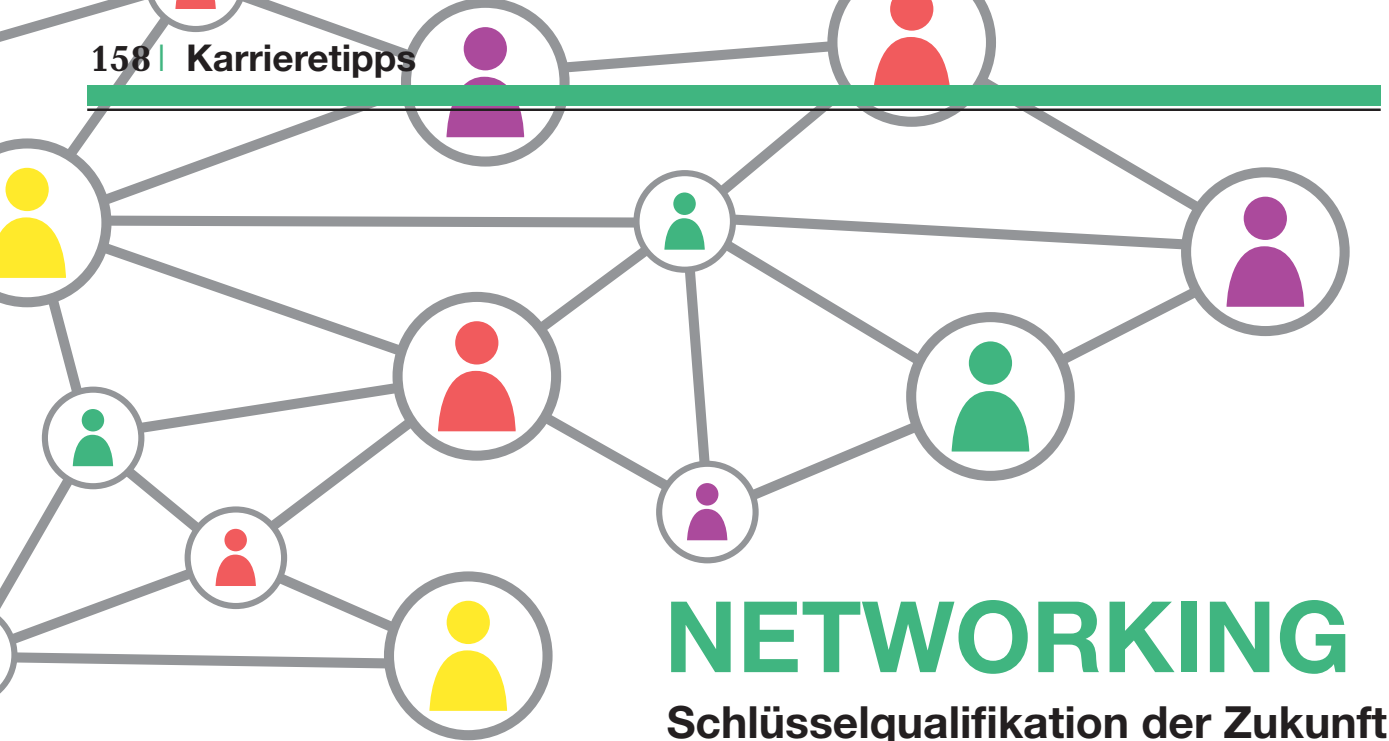 158 | Karrieretipps
NETWORKING
Schlüsselqualifikation der Zukunft